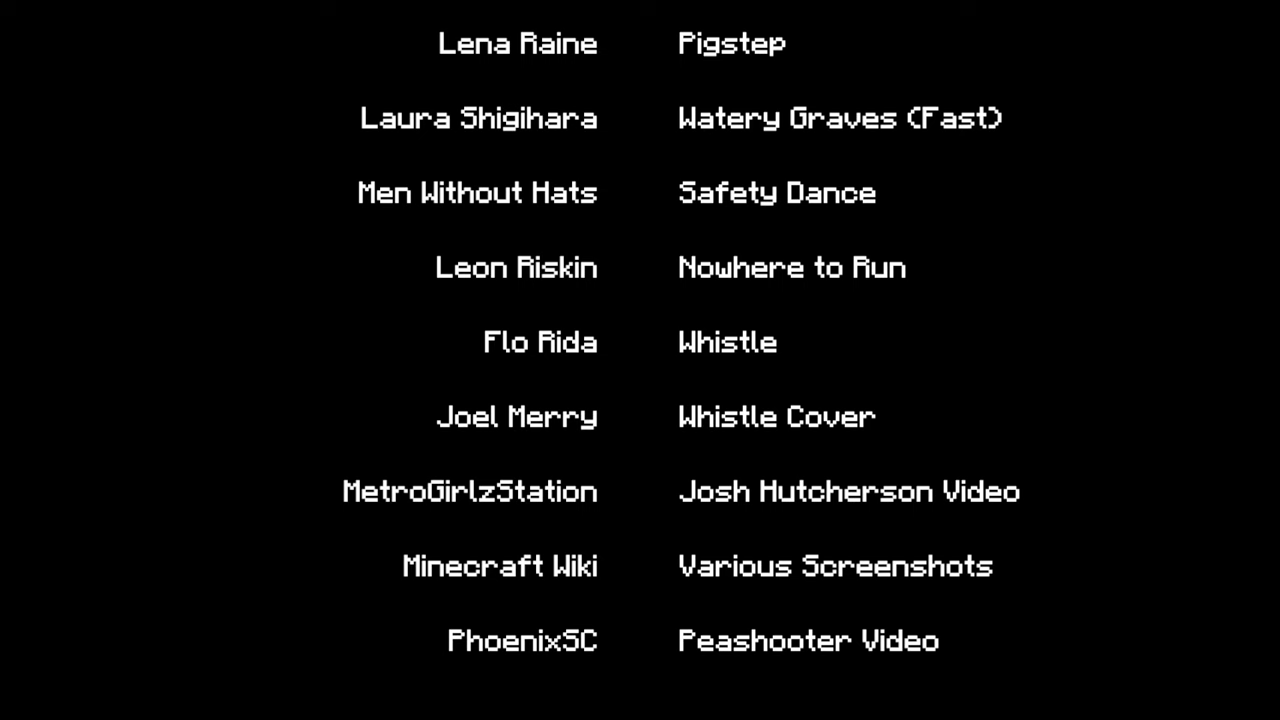 Lena Raine Pigstep
Laura Shigihara Watery Graves (Fast)
Men Without Hats Safety Dance
Leon Riskin Nowhere to Run
Flo Rida Whistle
Joel Merry Whistle Cover
MetroGirlzStation Josh Hutcherson Video
Minecraft Wiki Various Screenshots
PhoenixSC Peashooter Video